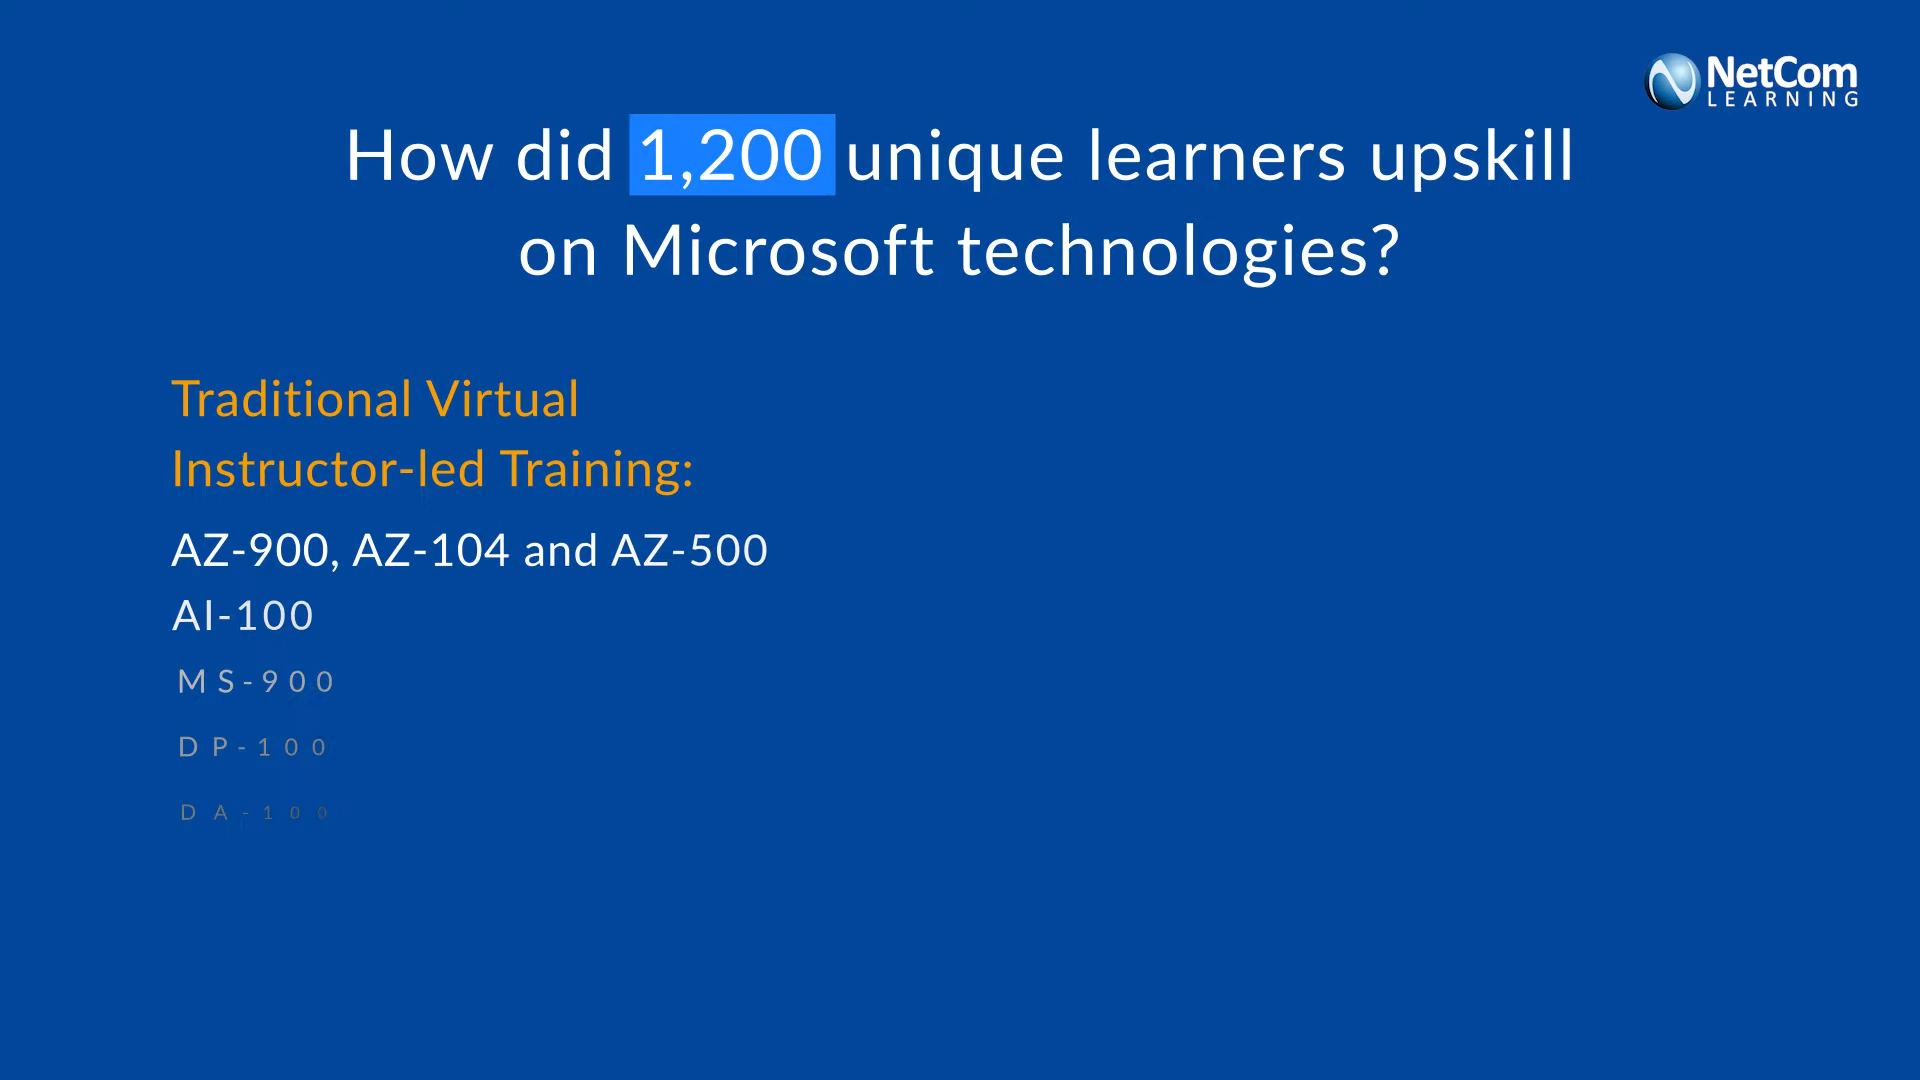 NetCom
LEARNING
How did 1,200 unique learners upskill
on Microsoft technologies?
Traditional Virtual
Instructor-led Training:
AZ-900, AZ-104 and AZ-500
AI-100
MS-900
DP-100
DA-100